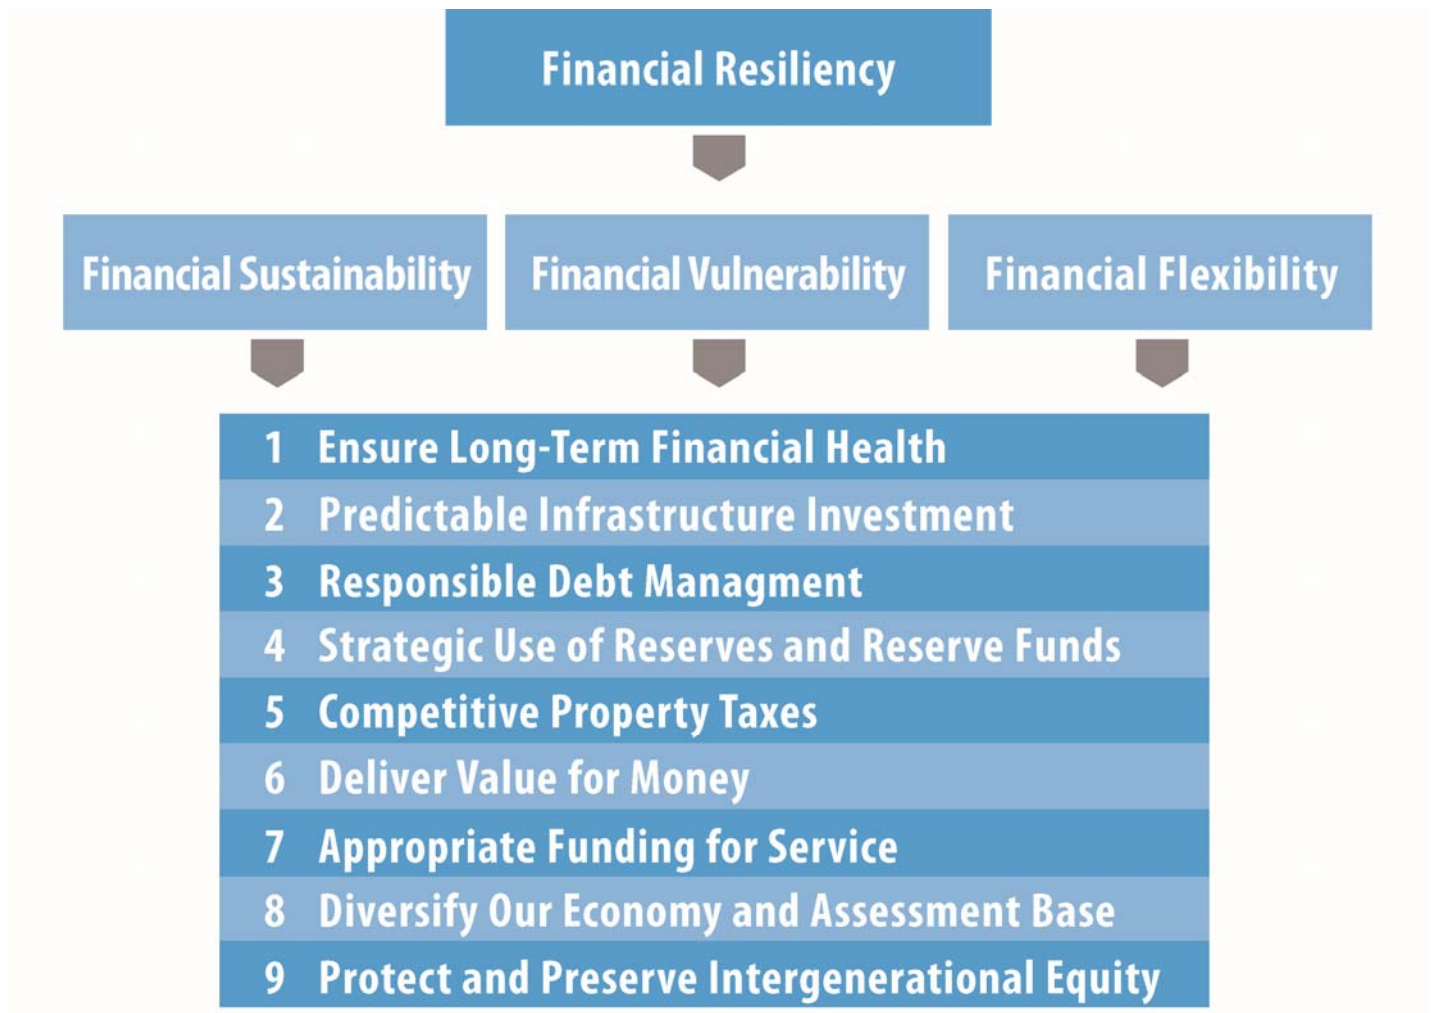 Financial Resiliency
Financial Sustainability
Financial Vulnerability
Financial Flexibility
1 Ensure Long-Term Financial Health
2 Predictable Infrastructure Investment
3 Responsible Debt Managment
4 Strategic Use of Reserves and Reserve Funds
5 Competitive Property Taxes
6 Deliver Value for Money
7 Appropriate Funding for Service
8 Diversify Our Economy and Assessment Base
9 Protect and Preserve Intergenerational Equity